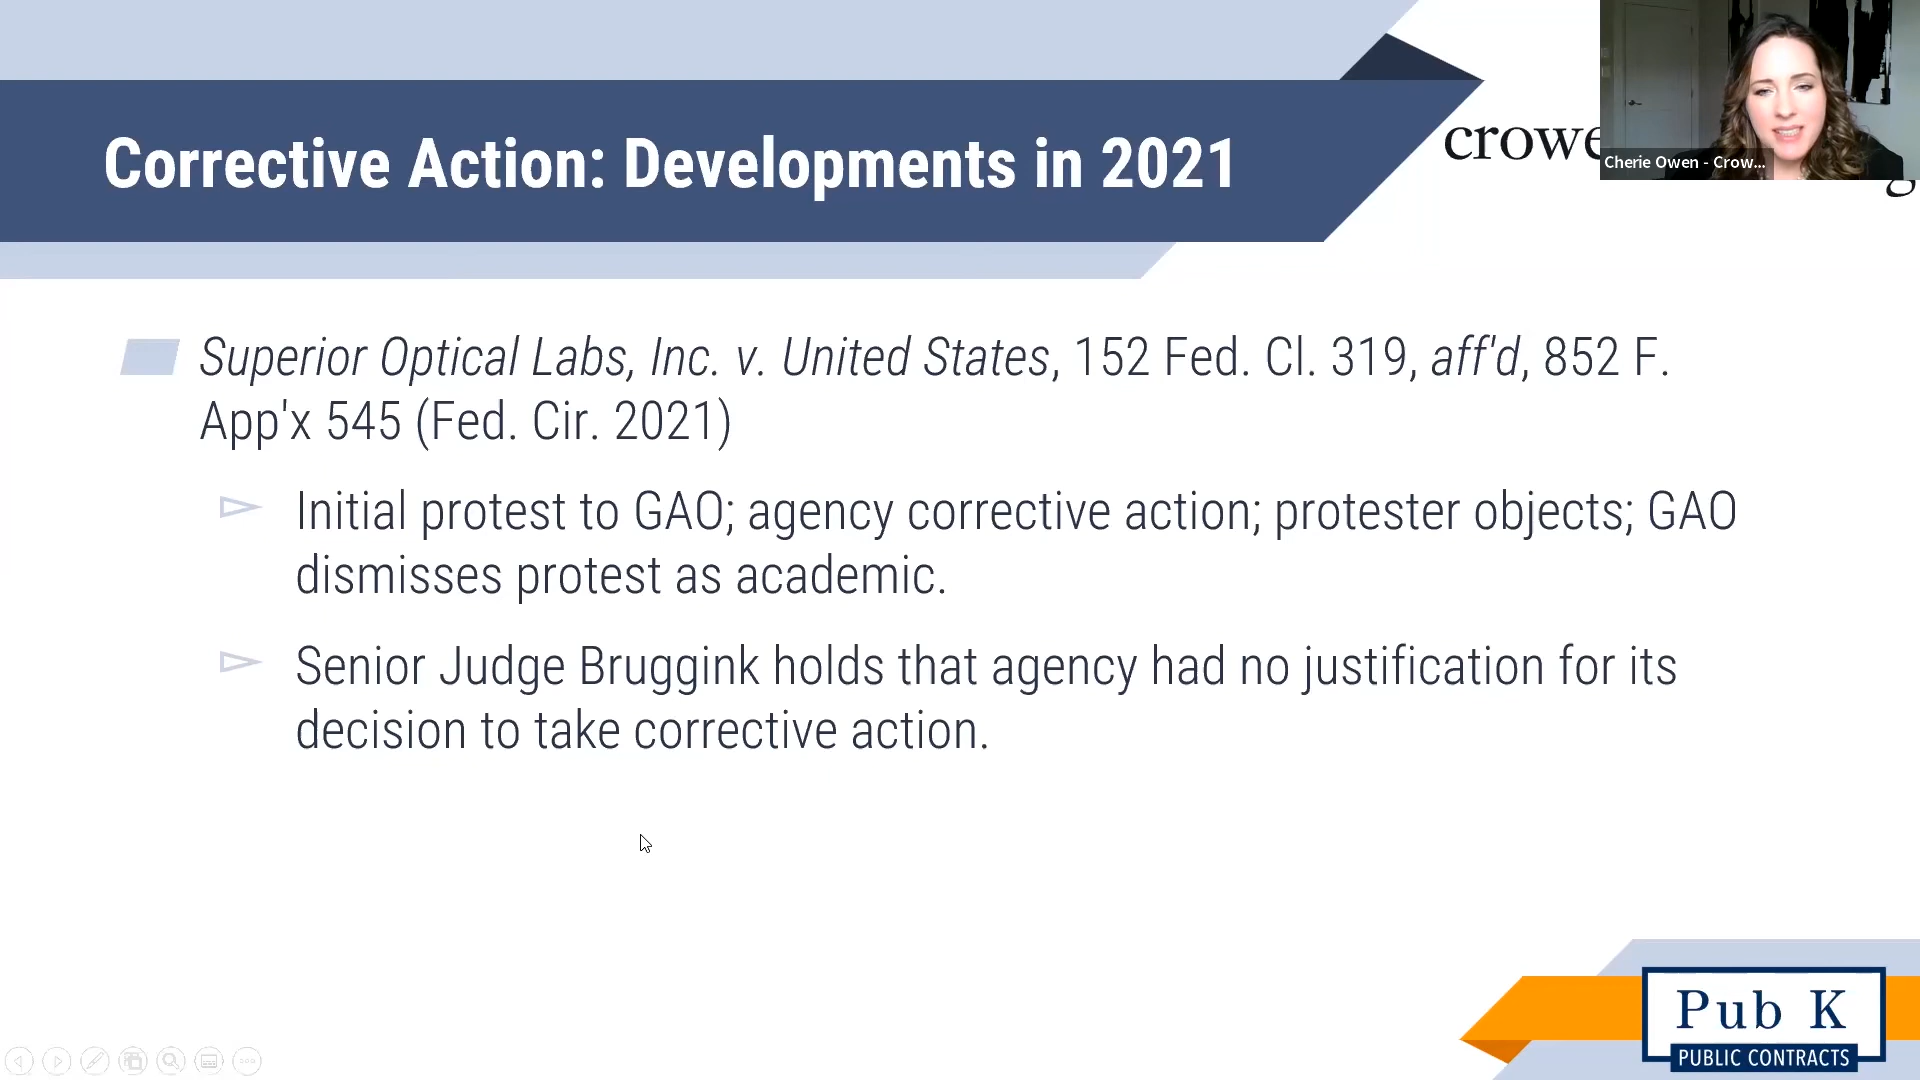 Corrective Action: Developments in 2021
crowe
g
Cherie Owen - Crow...
Superior Optical Labs, Inc. v. United States, 152 Fed. Cl. 319, aff'd, 852 F.
App'x 545 (Fed. Cir. 2021)
Initial protest to GAO; agency corrective action; protester objects; GAO
dismisses protest as academic.
Senior Judge Bruggink holds that agency had no justification for its
decision to take corrective action.
Pub K
PUBLIC CONTRACTS